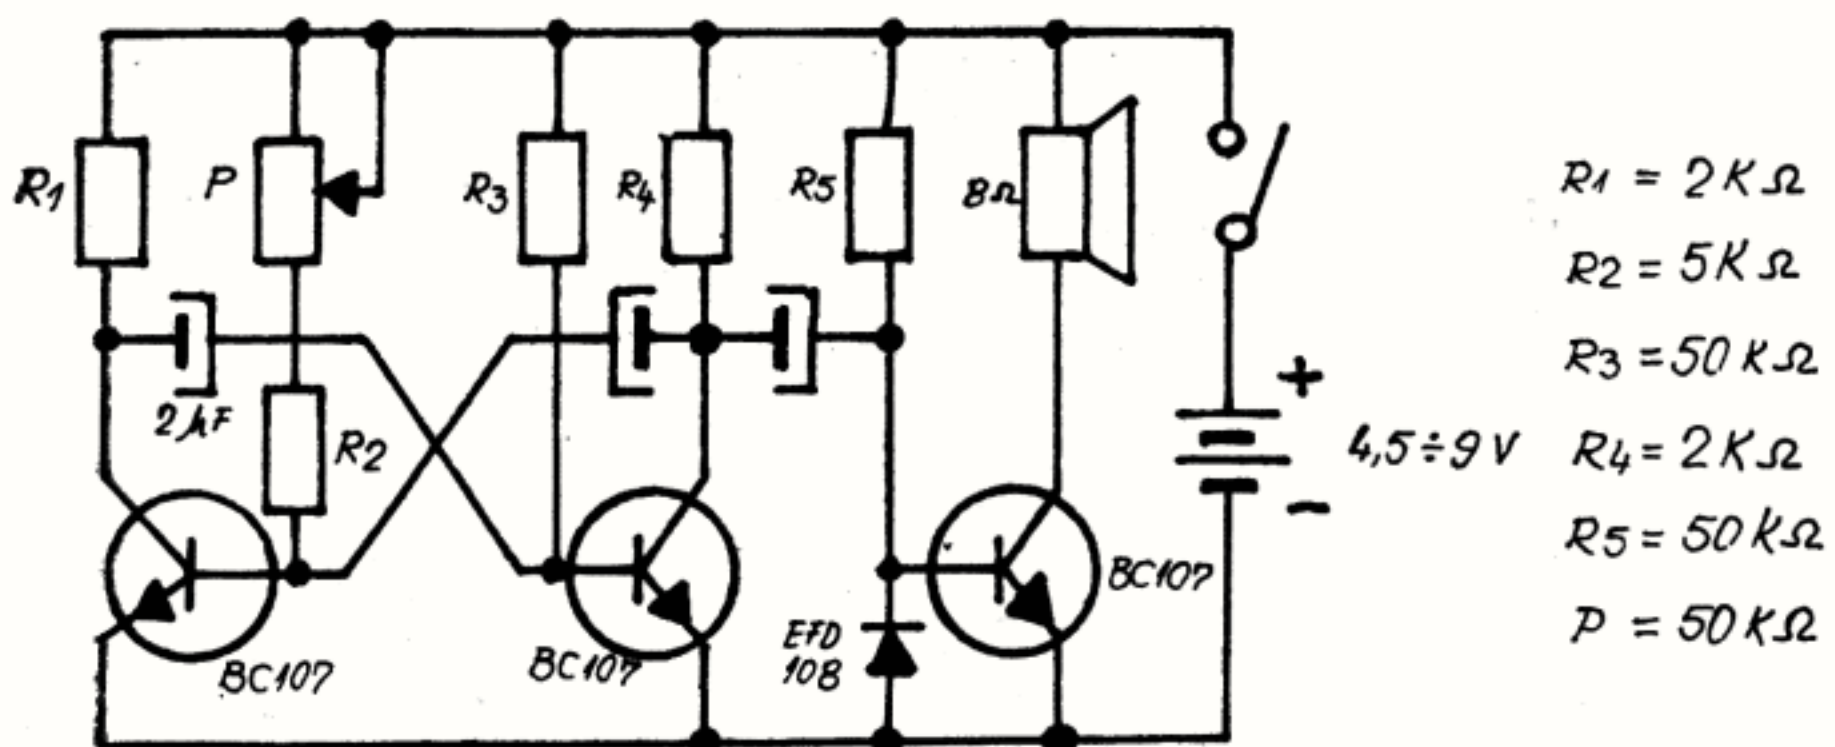 R1
P
R3
R4
R5
8Ω
2μF
R2
+
4,5÷9 V
−
BC107
BC107
EFD
108
BC107
R1 = 2KΩ
R2 = 5KΩ
R3 = 50KΩ
R4 = 2KΩ
R5 = 50KΩ
P = 50KΩ